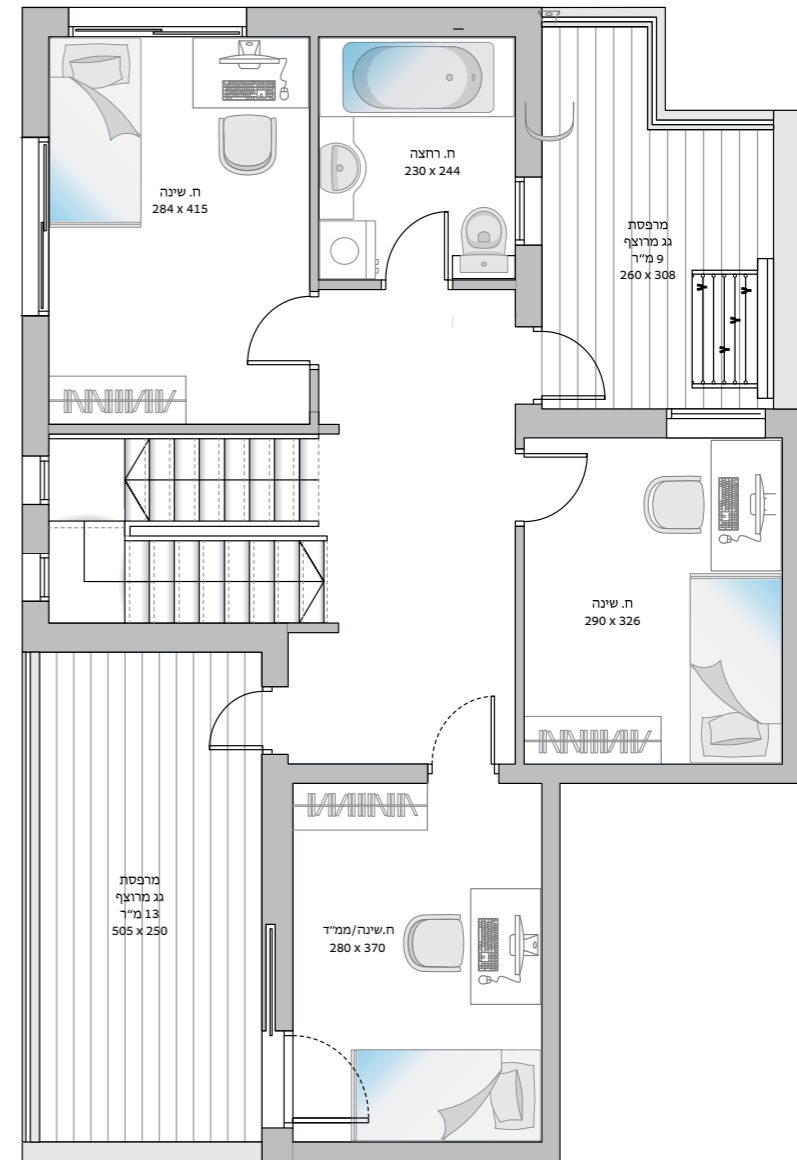 ח. שינה
284 x 415
ח. רחצה
230 x 244
מרפסת
גג מרוצף
9 מ״ר
260 x 308
ח. שינה
290 x 326
מרפסת
גג מרוצף
13 מ״ר
505 x 250
ח.שינה/ממ״ד
280 x 370